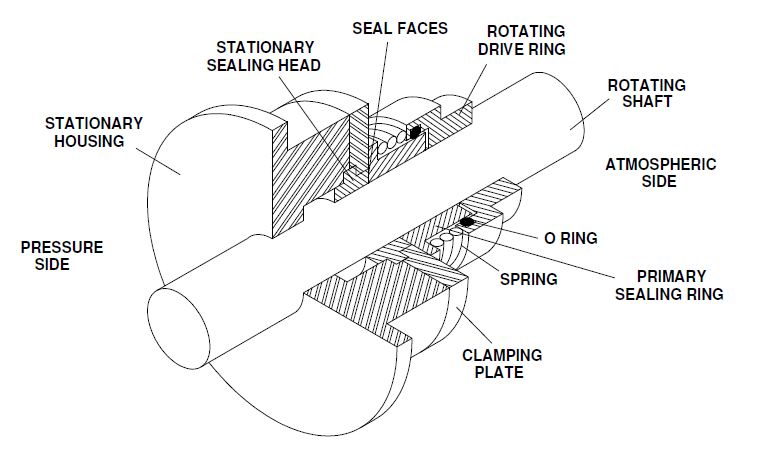 SEAL FACES
ROTATING
DRIVE RING
STATIONARY
SEALING HEAD
ROTATING
SHAFT
STATIONARY
HOUSING
ATMOSPHERIC
SIDE
PRESSURE
SIDE
O RING
SPRING
PRIMARY
SEALING RING
CLAMPING
PLATE